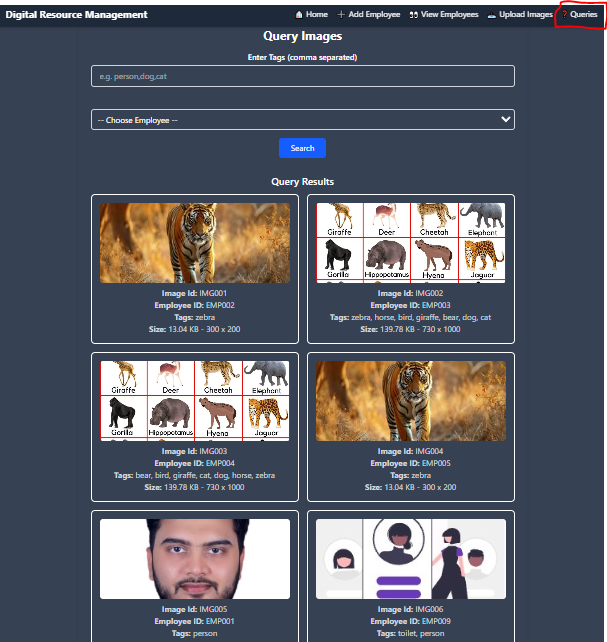 Digital Resource Management
Home Add Employee View Employees Upload Images Queries
Query Images
Enter Tags (comma separated)
e.g. person,dog,cat
-- Choose Employee --
Search
Query Results
Image Id: IMG001
Employee ID: EMP002
Tags: zebra
Size: 13.04 KB - 300 x 200
Giraffe Deer Cheetah Elephant
Gorilla Hippopotamus Hyena Jaguar
Image Id: IMG002
Employee ID: EMP003
Tags: zebra, horse, bird, giraffe, bear, dog, cat
Size: 139.78 KB - 730 x 1000
Giraffe Deer Cheetah Elephant
Gorilla Hippopotamus Hyena Jaguar
Image Id: IMG003
Employee ID: EMP004
Tags: bear, bird, giraffe, cat, dog, horse, zebra
Size: 139.78 KB - 730 x 1000
Image Id: IMG004
Employee ID: EMP005
Tags: zebra
Size: 13.04 KB - 300 x 200
Image Id: IMG005
Employee ID: EMP001
Tags: person
Image Id: IMG006
Employee ID: EMP009
Tags: toilet, person